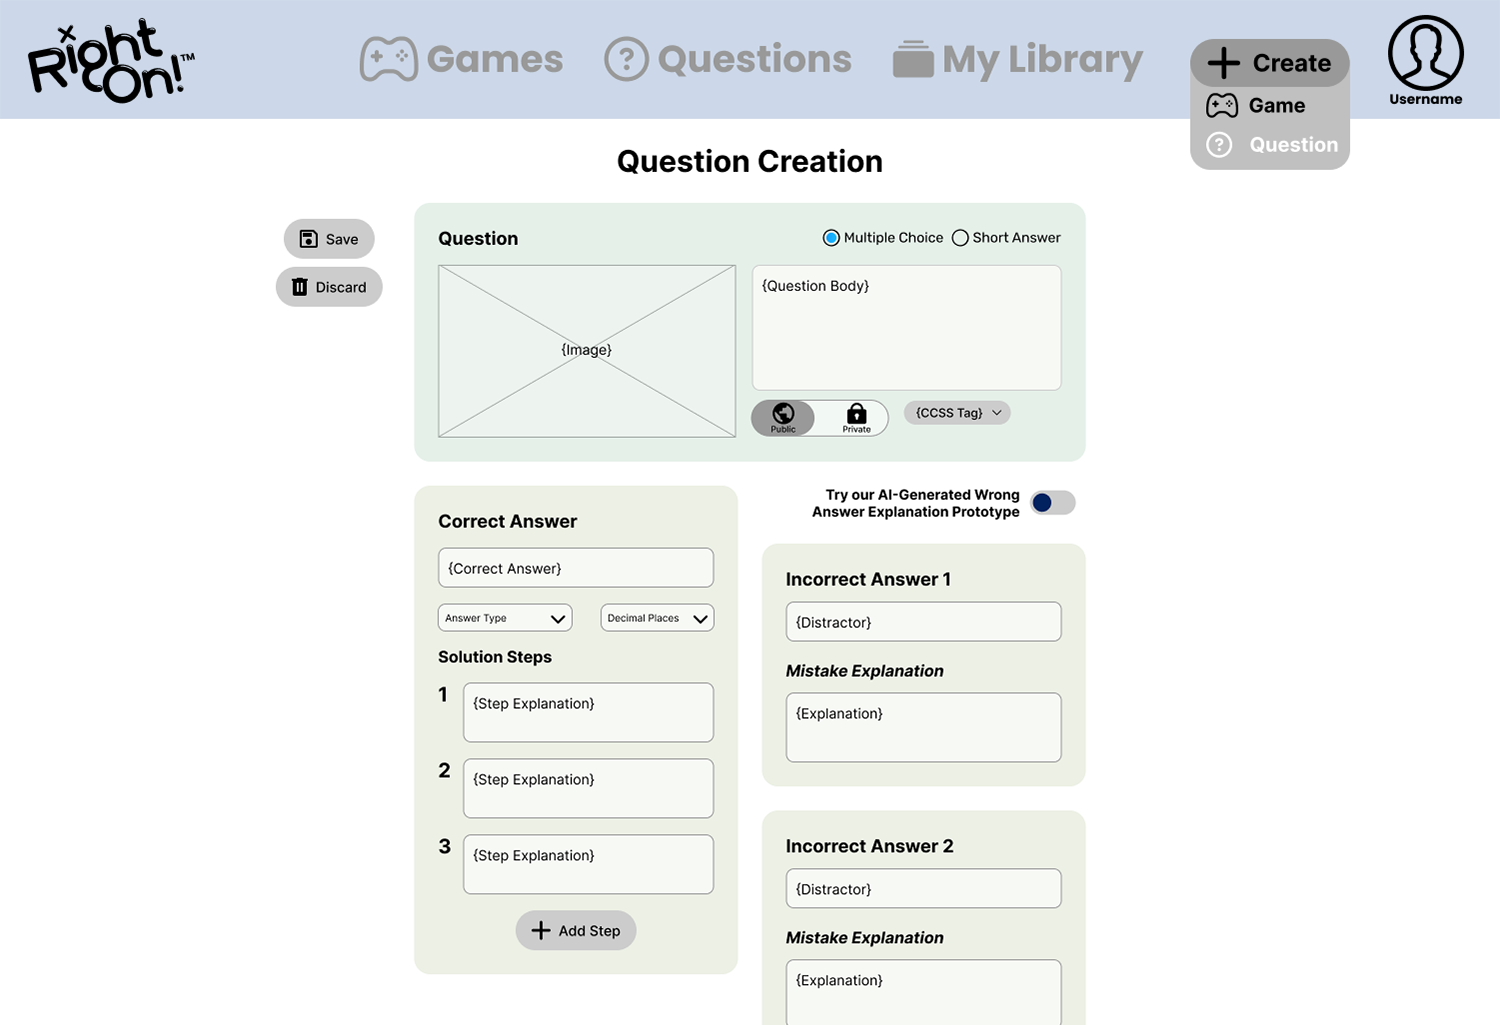 Right On!™
Games
Questions
My Library
Create
Game
Question
Username
Question Creation
Save
Discard
Question
Multiple Choice
Short Answer
{Image}
{Question Body}
Public
Private
{CCSS Tag}
Correct Answer
{Correct Answer}
Answer Type
Decimal Places
Solution Steps
1
{Step Explanation}
2
{Step Explanation}
3
{Step Explanation}
Add Step
Try our AI-Generated Wrong
Answer Explanation Prototype
Incorrect Answer 1
{Distractor}
Mistake Explanation
{Explanation}
Incorrect Answer 2
{Distractor}
Mistake Explanation
{Explanation}